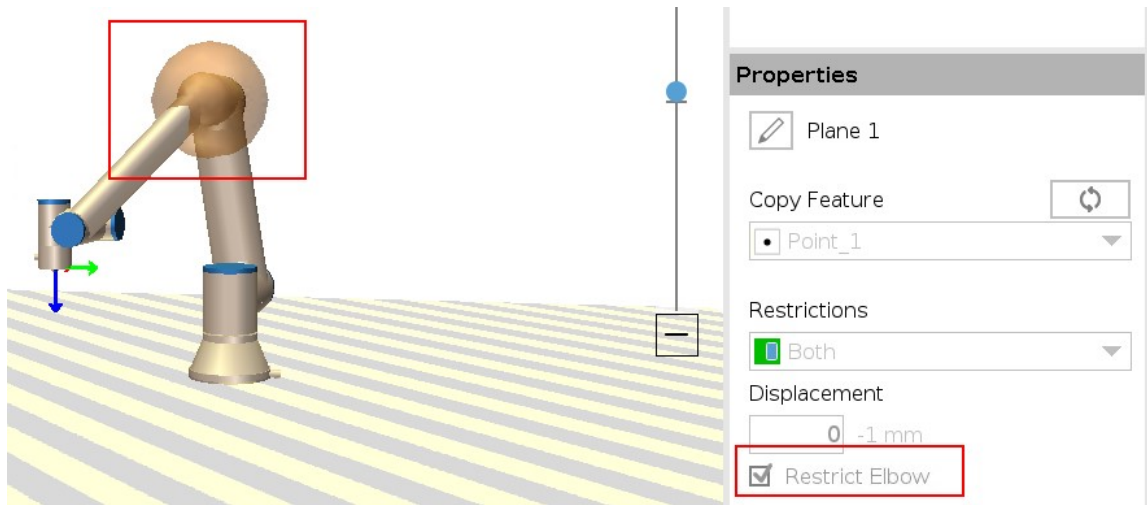 Properties
Plane 1
Copy Feature
Point_1
Restrictions
Both
Displacement
0 -1 mm
Restrict Elbow